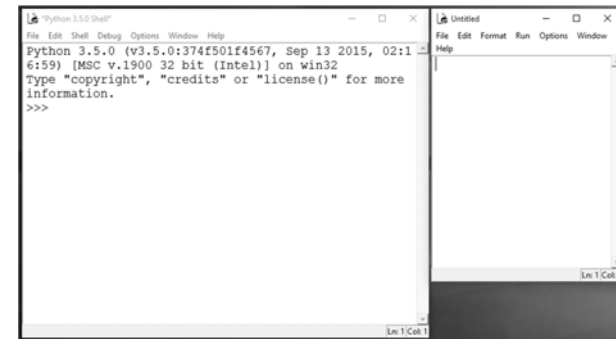 *Python 3.5.0 Shell*
File Edit Shell Debug Options Window Help
Python 3.5.0 (v3.5.0:374f501f4567, Sep 13 2015, 02:1
6:59) [MSC v.1900 32 bit (Intel)] on win32
Type "copyright", "credits" or "license()" for more
information.
>>>
Ln: 1 Col: 1
Untitled
File Edit Format Run Options Window
Help
Ln: 1 Col: